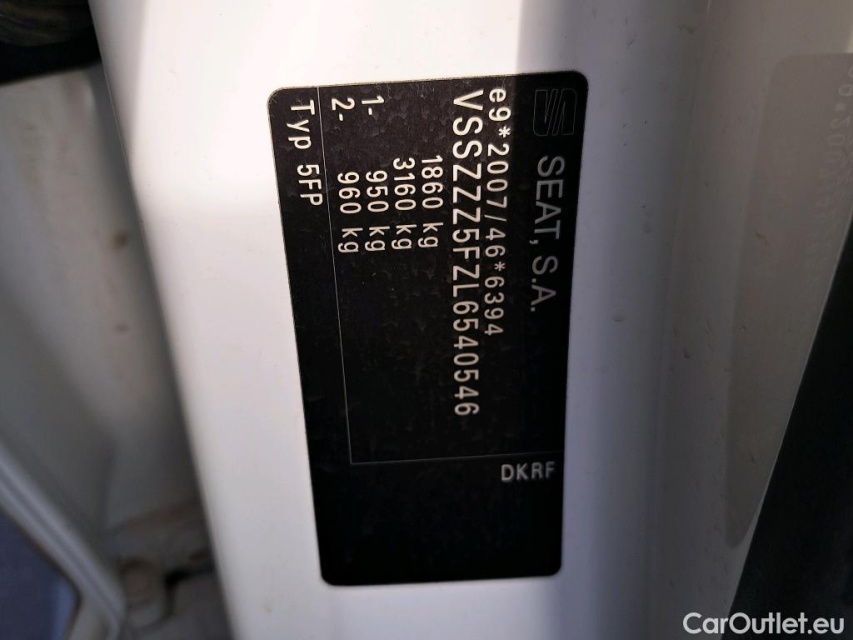 SEAT, S.A.
e9*2007/46*6394
VSSZZZ5FZL6540546
1860 kg
3160 kg
1- 950 kg
2- 960 kg
Typ 5FP
DKRF
CarOutlet.eu